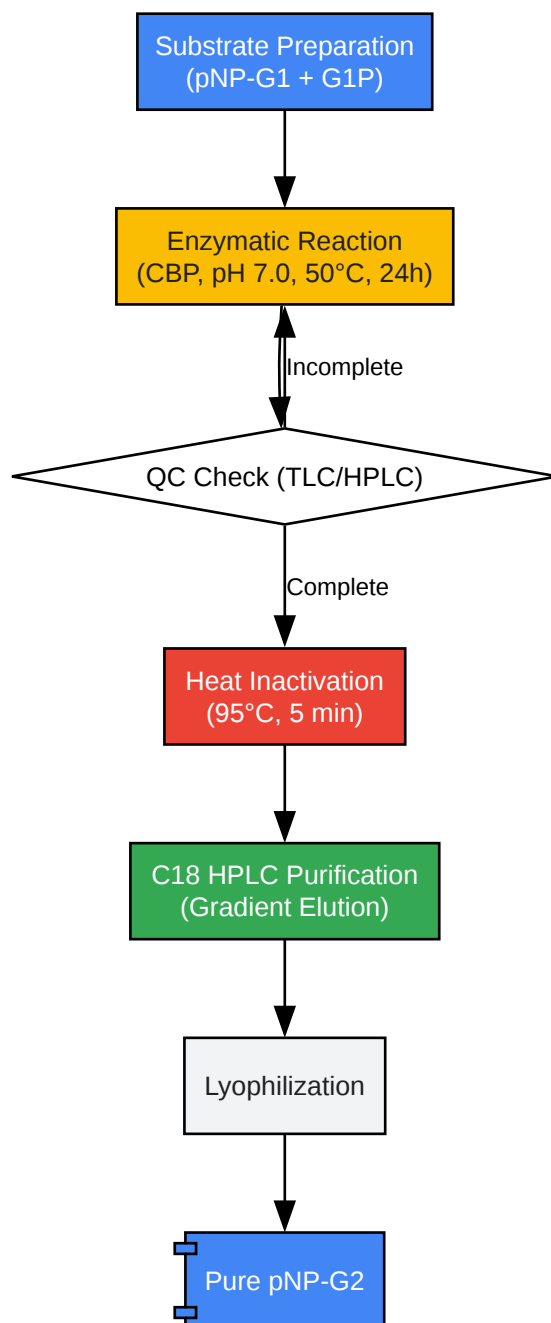 Substrate Preparation
(pNP-G1 + G1P)
Enzymatic Reaction
(CBP, pH 7.0, 50°C, 24h)
Incomplete
QC Check (TLC/HPLC)
Complete
Heat Inactivation
(95°C, 5 min)
C18 HPLC Purification
(Gradient Elution)
Lyophilization
Pure pNP-G2